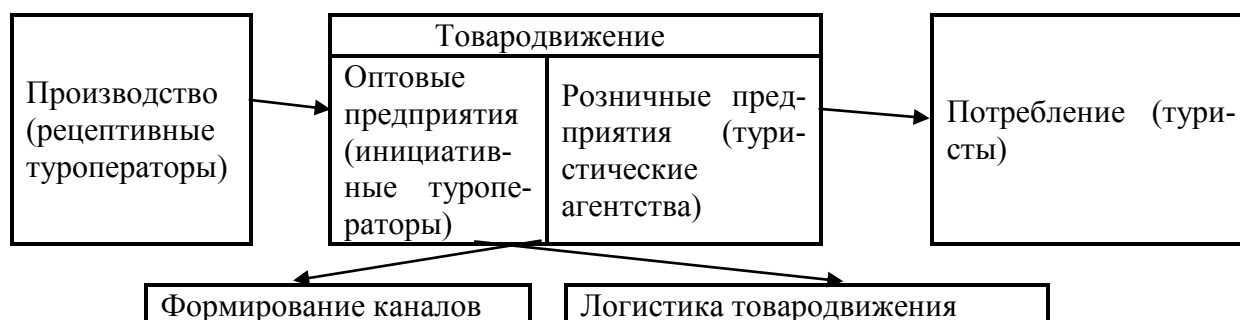 Товародвижение
Производство
(рецептивные
туроператоры)
Оптовые
предприятия
(инициатив-
ные туропе-
раторы)
Розничные пред-
приятия (тури-
стические
агентства)
Потребление (тури-
сты)
Формирование каналов
Логистика товародвижения